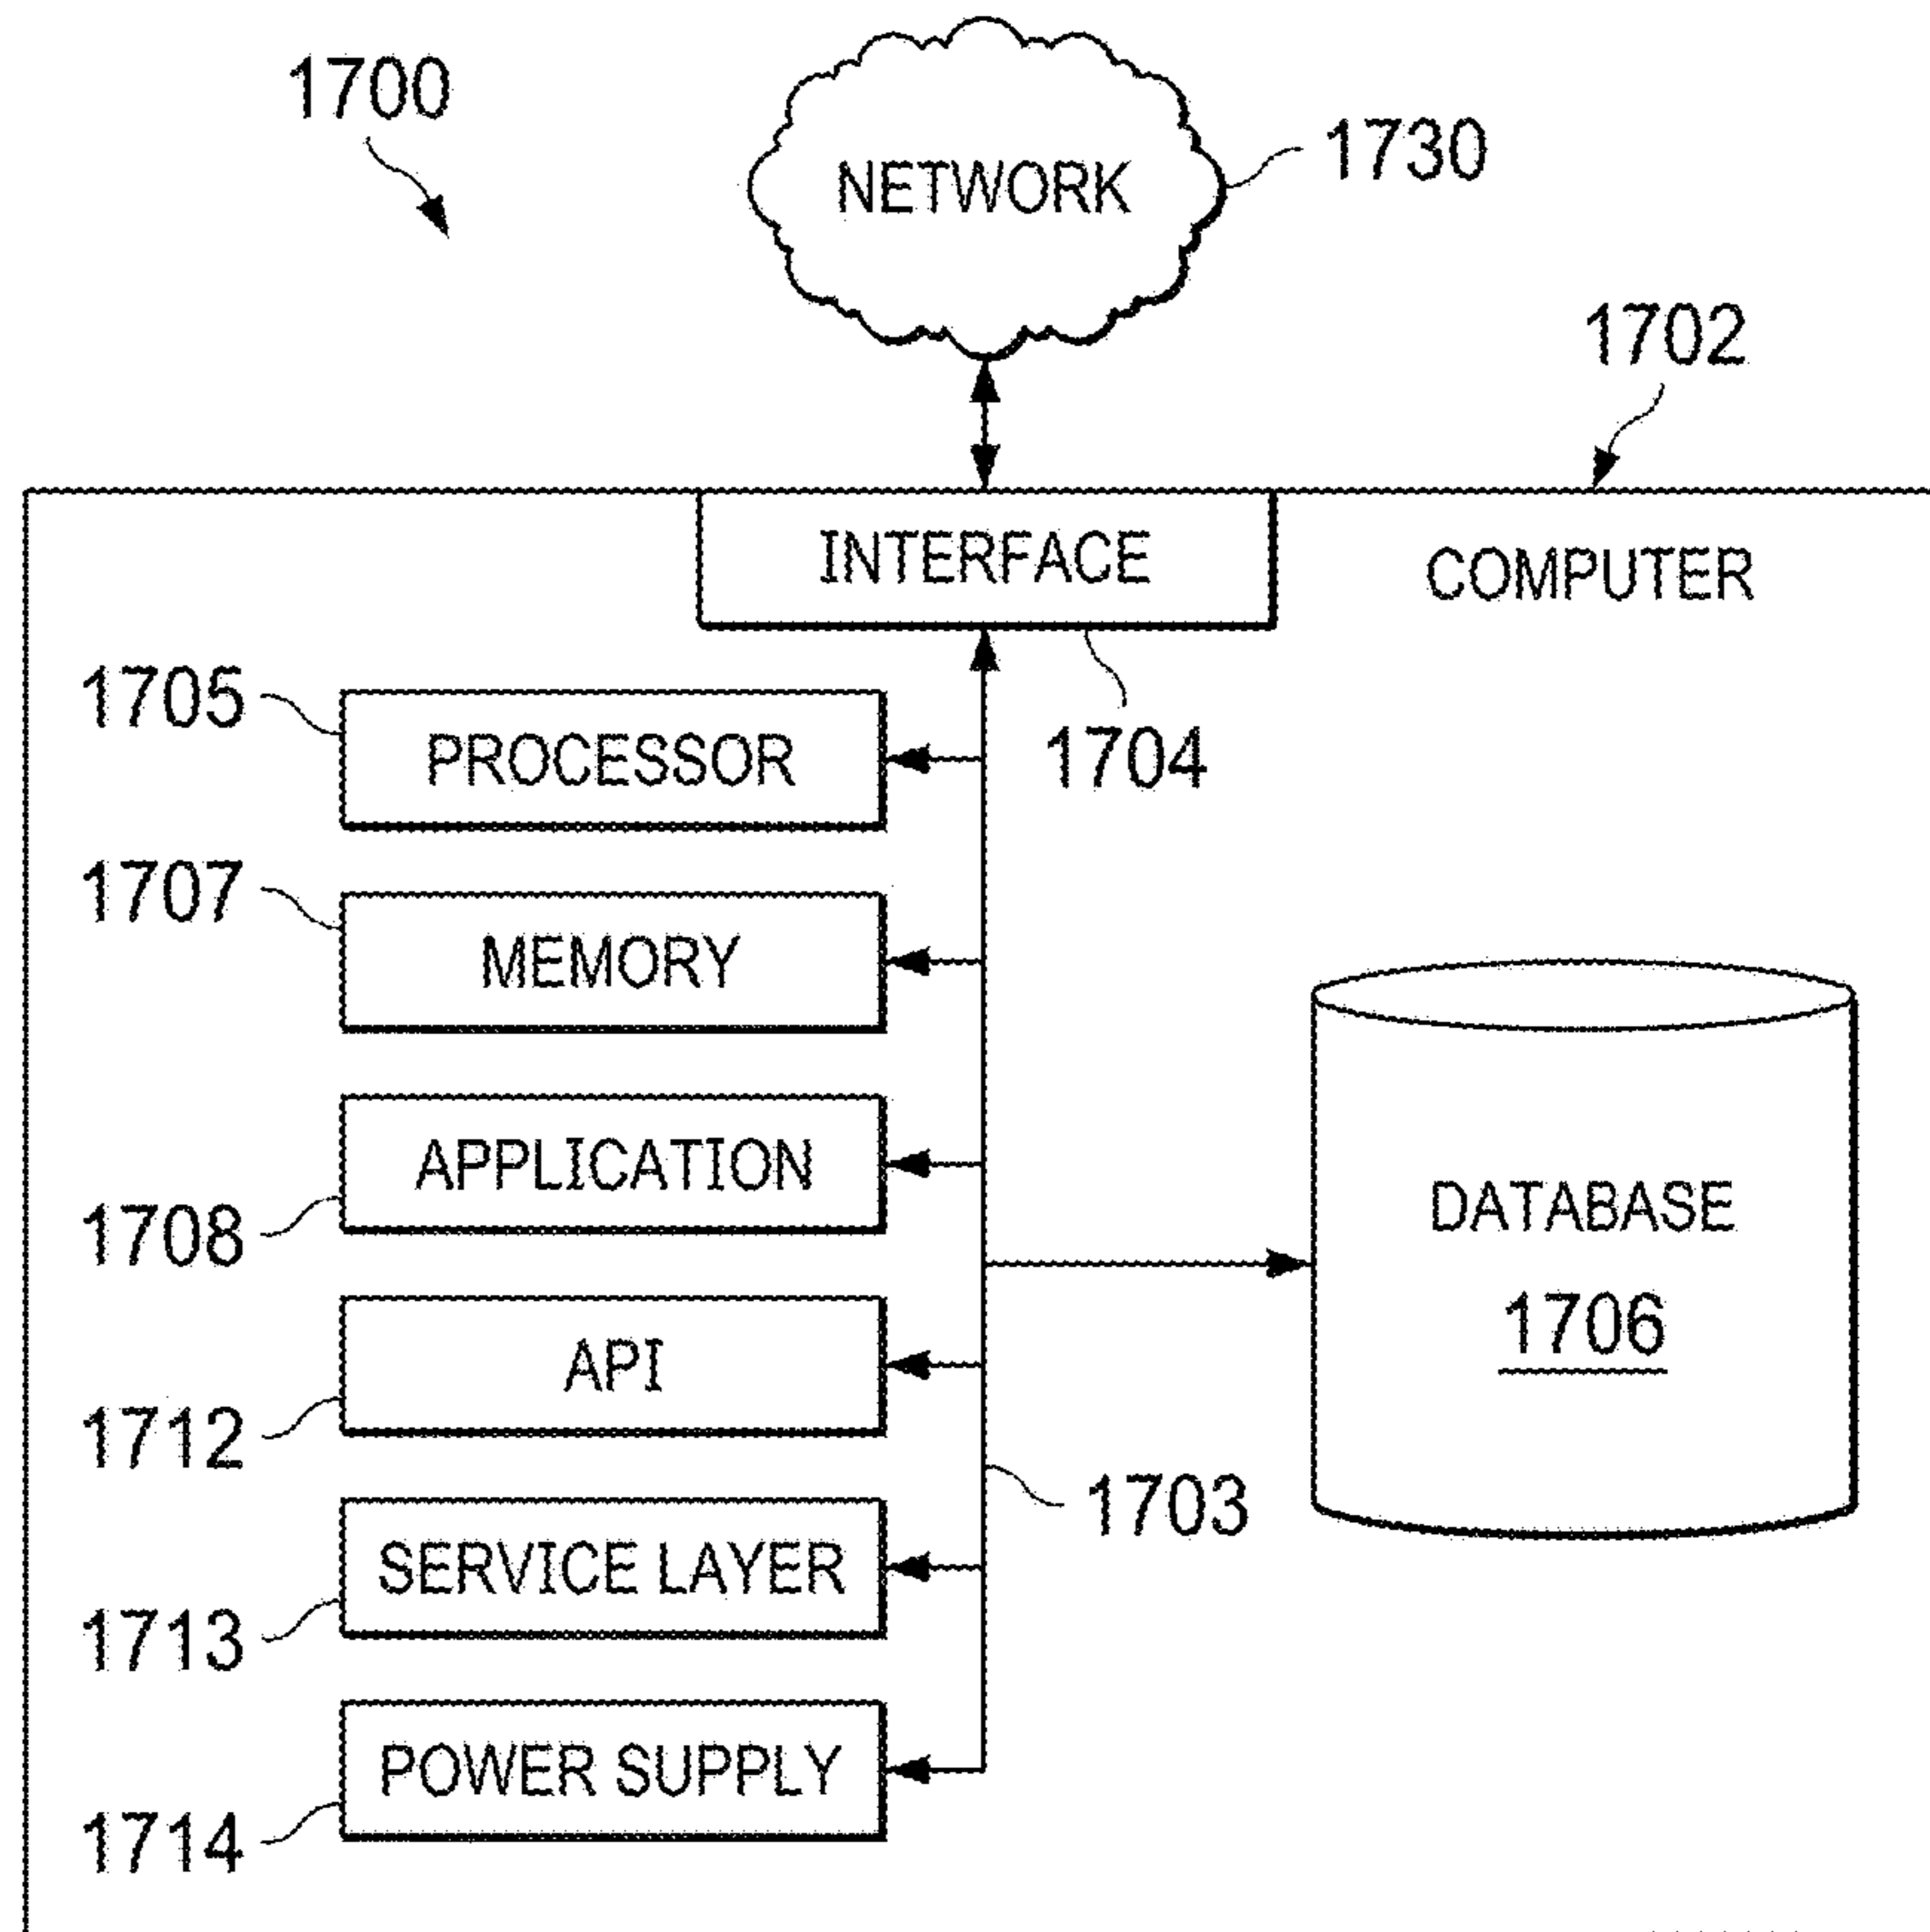 1700
NETWORK
1730
1702
INTERFACE
COMPUTER
1705
PROCESSOR
1704
1707
MEMORY
APPLICATION
1708
DATABASE
1706
API
1712
1703
SERVICE LAYER
1713
POWER SUPPLY
1714